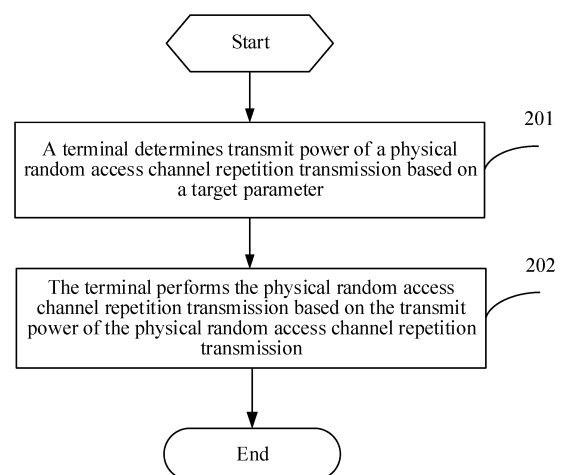 Start
201
A terminal determines transmit power of a physical
random access channel repetition transmission based on
a target parameter
202
The terminal performs the physical random access
channel repetition transmission based on the transmit
power of the physical random access channel repetition
transmission
End